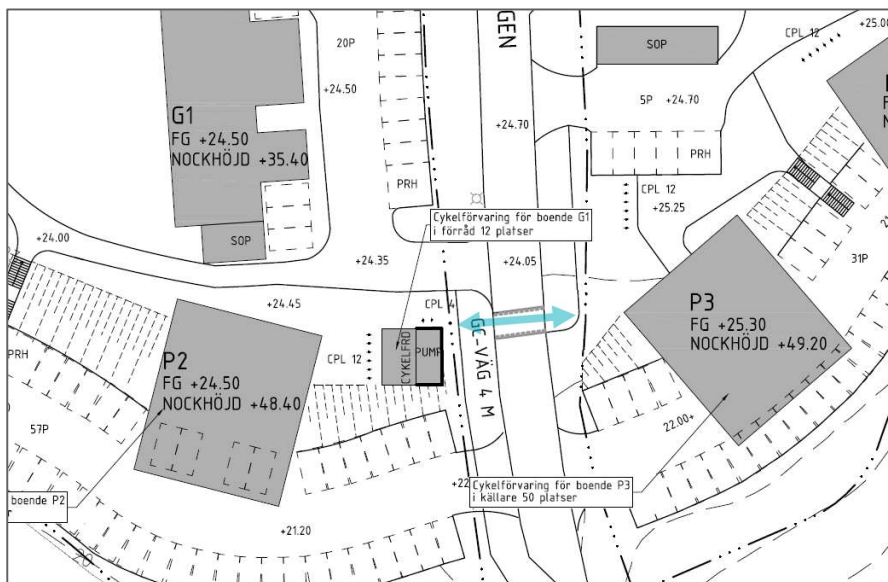 GEN
SOP
CPL 12
+25.00
20P
+24.50
G1
FG +24.50
NOCKHÖJD +35.40
+24.70
5P +24.70
PRH
PRH
CPL 12
+25.25
SOP
Cykelförvaring för boende G1
i förråd 12 platser
+24.00
+24.35
+24.05
31P
+24.45
CPL 4
P3
FG +25.30
NOCKHÖJD +49.20
P2
FG +24.50
NOCKHÖJD +48.40
PRH
CPL 12
CYKELFRD
PUMP
GC-VÄG 4 M
22.00+
57P
boende P2
Cykelförvaring för boende P3
i källare 50 platser
+21.20